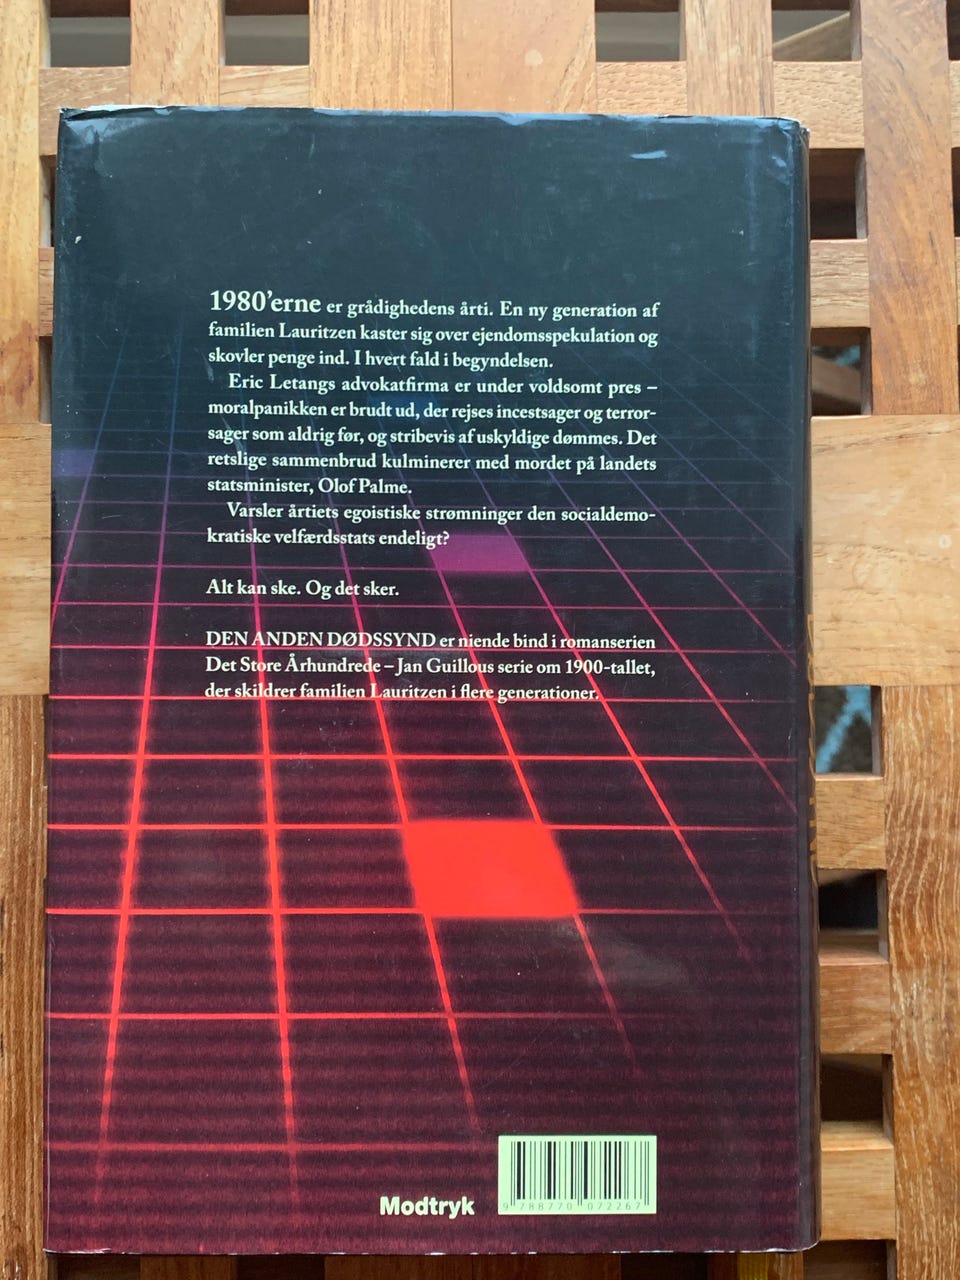 1980’erne er grådighedens årti. En ny generation af
familien Lauritzen kaster sig over ejendomsspekulation og
skovler penge ind. I hvert fald i begyndelsen.
Eric Letangs advokatfirma er under voldsomt pres –
moralpanikken er brudt ud, der rejses incestsager og terror-
sager som aldrig før, og stribevis af uskyldige dømmes. Det
retslige sammenbrud kulminerer med mordet på landets
statsminister, Olof Palme.
Varsler årtiets egoistiske strømninger den socialdemo-
kratiske velfærdsstats endeligt?
Alt kan ske. Og det sker.
DEN ANDEN DØDSSYND er niende bind i romanserien
Det Store Århundrede – Jan Guillous serie om 1900-tallet,
der skildrer familien Lauritzen i flere generationer.
Modtryk
9 788770 072267